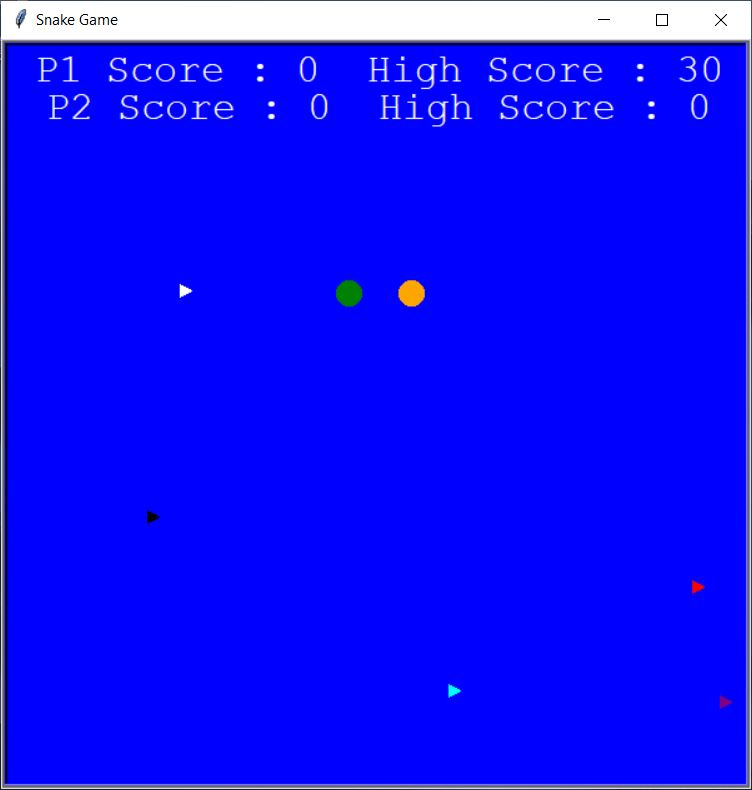 Snake Game
P1 Score : 0  High Score : 30
P2 Score : 0  High Score : 0